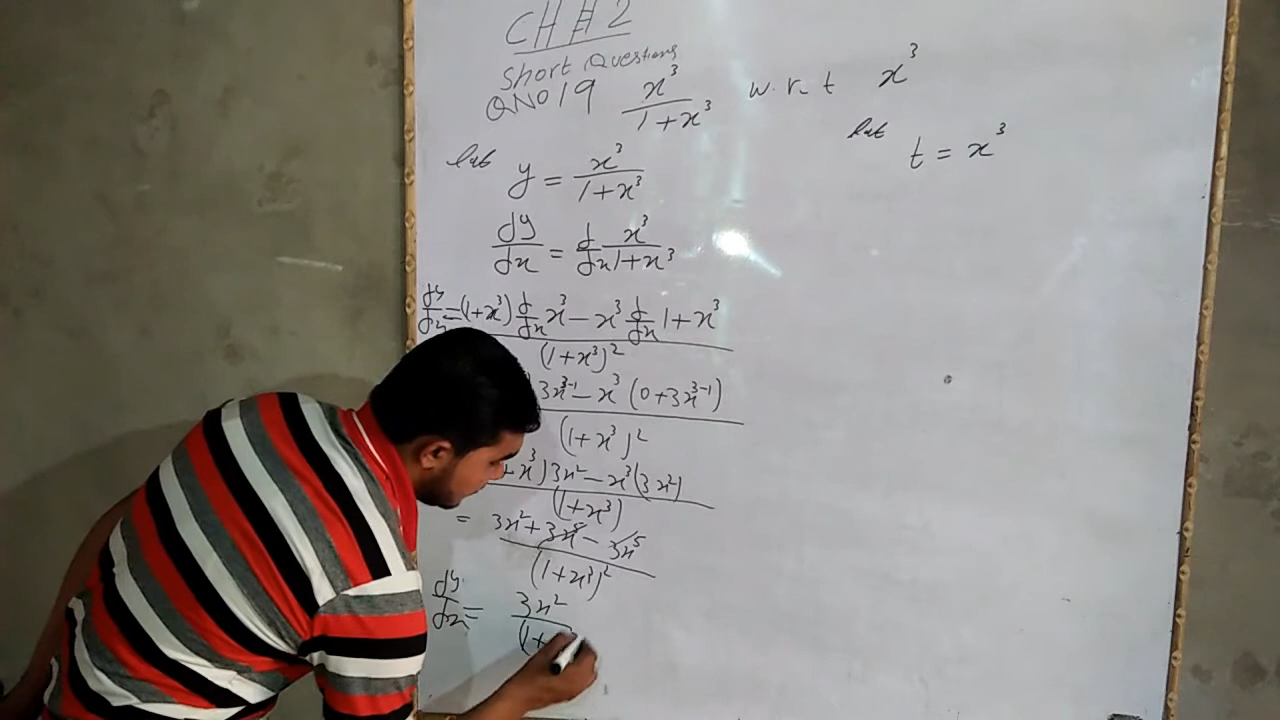 CH # 2
Short Questions
QNO 19 x³/1+x³ w.r.t x³
let y = x³/1+x³
let t = x³
dy/dx = d/dx x³/1+x³
dy/dx = (1+x³) d/dx x³ − x³ d/dx 1+x³/(1+x³)²
3x³⁻¹ − x³ (0+3x³⁻¹)/(1+x³)²
+x³) 3x² − x³(3x²)/(1+x³)
= 3x² + 3x⁵ − 3x⁵/(1+x³)²
dy/dx = 3x²/(1+